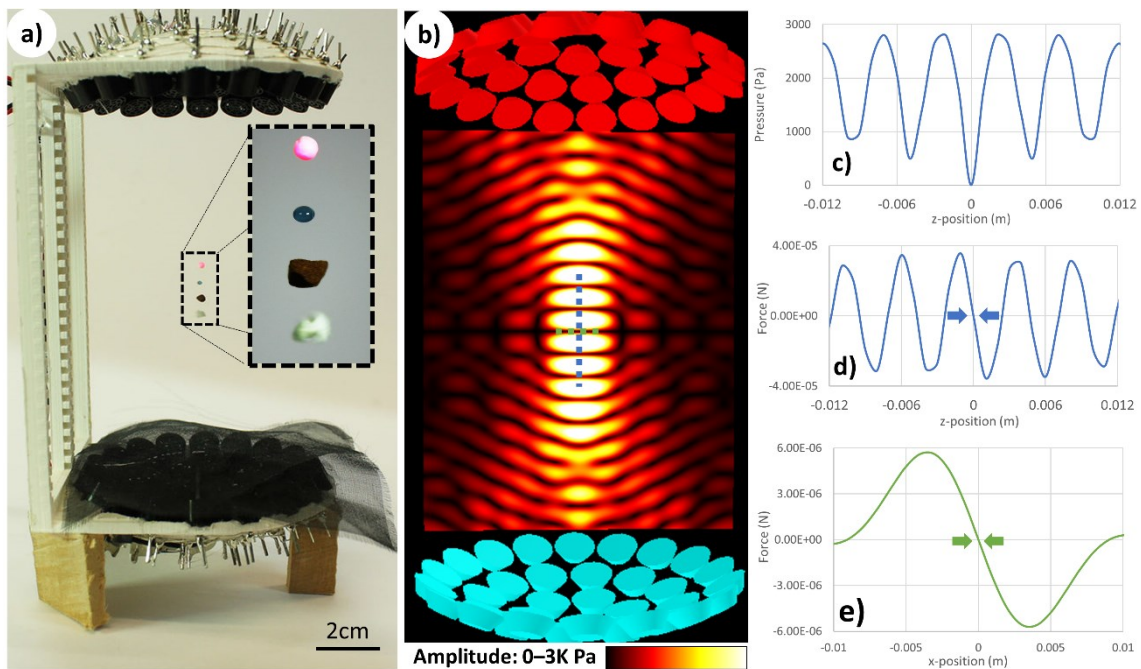 a)
2cm
b)
Amplitude: 0–3K Pa
c)
Pressure (Pa)
3000
2000
1000
0
-0.012
-0.006
0
0.006
0.012
z-position (m)
d)
Force (N)
4.00E-05
0.00E+00
-4.00E-05
-0.012
-0.006
0
0.006
0.012
z-position (m)
e)
Force (N)
6.00E-06
3.00E-06
0.00E+00
-3.00E-06
-6.00E-06
-0.01
-0.005
0
0.005
0.01
x-position (m)